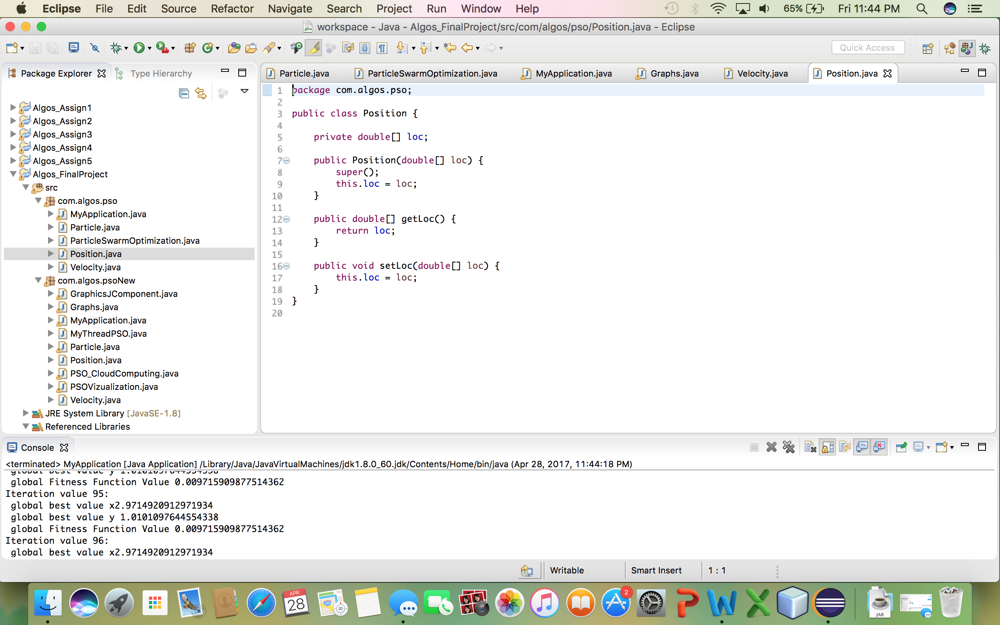 Eclipse File Edit Source Refactor Navigate Search Project Run Window Help 65% Fri 11:44 PM
workspace - Java - Algos_FinalProject/src/com/algos/pso/Position.java - Eclipse
Quick Access
Package Explorer Type Hierarchy
Algos_Assign1
Algos_Assign2
Algos_Assign3
Algos_Assign4
Algos_Assign5
Algos_FinalProject
src
com.algos.pso
MyApplication.java
Particle.java
ParticleSwarmOptimization.java
Position.java
Velocity.java
com.algos.psoNew
GraphicsJComponent.java
Graphs.java
MyApplication.java
MyThreadPSO.java
Particle.java
Position.java
PSO_CloudComputing.java
PSOVizualization.java
Velocity.java
JRE System Library [JavaSE-1.8]
Referenced Libraries
Particle.java ParticleSwarmOptimization.java MyApplication.java Graphs.java Velocity.java Position.java
1 package com.algos.pso;
2
3 public class Position {
4
5 private double[] loc;
6
7 public Position(double[] loc) {
8 super();
9 this.loc = loc;
10 }
11
12 public double[] getLoc() {
13 return loc;
14 }
15
16 public void setLoc(double[] loc) {
17 this.loc = loc;
18 }
19 }
20
Console
<terminated> MyApplication [Java Application] /Library/Java/JavaVirtualMachines/jdk1.8.0_60.jdk/Contents/Home/bin/java (Apr 28, 2017, 11:44:18 PM)
global best value y 1.0101097644554338
global Fitness Function Value 0.009715909877514362
Iteration value 95:
global best value x2.9714920912971934
global best value y 1.0101097644554338
global Fitness Function Value 0.009715909877514362
Iteration value 96:
global best value x2.9714920912971934
Writable Smart Insert 1 : 1
APR
28
280
3D
2
JAR